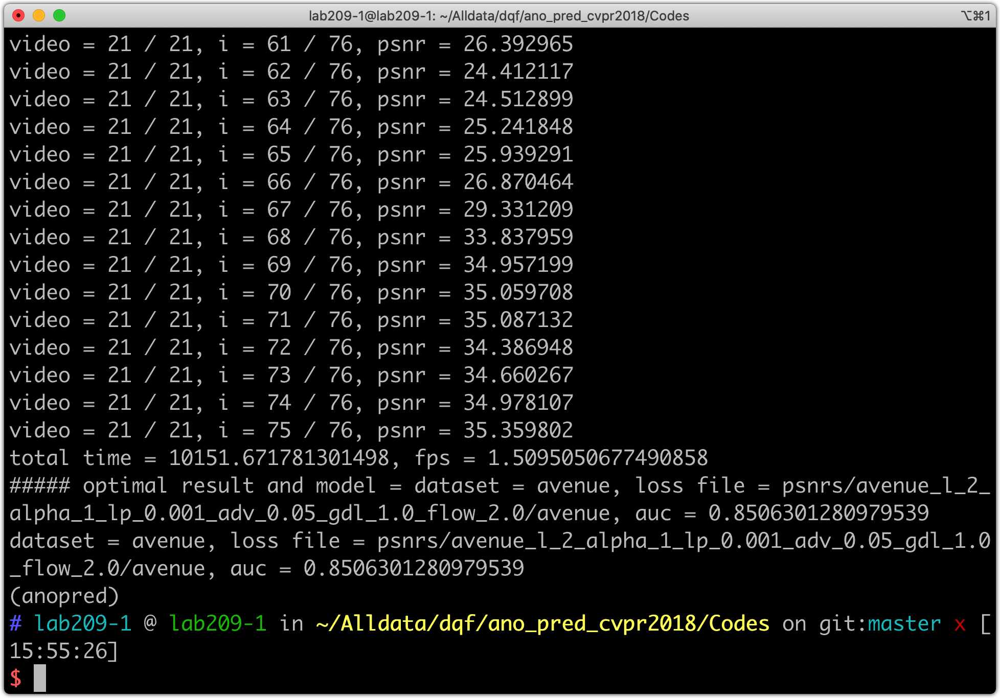 lab209-1@lab209-1: ~/Alldata/dqf/ano_pred_cvpr2018/Codes ⌥⌘1
video = 21 / 21, i = 61 / 76, psnr = 26.392965
video = 21 / 21, i = 62 / 76, psnr = 24.412117
video = 21 / 21, i = 63 / 76, psnr = 24.512899
video = 21 / 21, i = 64 / 76, psnr = 25.241848
video = 21 / 21, i = 65 / 76, psnr = 25.939291
video = 21 / 21, i = 66 / 76, psnr = 26.870464
video = 21 / 21, i = 67 / 76, psnr = 29.331209
video = 21 / 21, i = 68 / 76, psnr = 33.837959
video = 21 / 21, i = 69 / 76, psnr = 34.957199
video = 21 / 21, i = 70 / 76, psnr = 35.059708
video = 21 / 21, i = 71 / 76, psnr = 35.087132
video = 21 / 21, i = 72 / 76, psnr = 34.386948
video = 21 / 21, i = 73 / 76, psnr = 34.660267
video = 21 / 21, i = 74 / 76, psnr = 34.978107
video = 21 / 21, i = 75 / 76, psnr = 35.359802
total time = 10151.671781301498, fps = 1.5095050677490858
##### optimal result and model = dataset = avenue, loss file = psnrs/avenue_l_2_
alpha_1_lp_0.001_adv_0.05_gdl_1.0_flow_2.0/avenue, auc = 0.8506301280979539
dataset = avenue, loss file = psnrs/avenue_l_2_alpha_1_lp_0.001_adv_0.05_gdl_1.0
_flow_2.0/avenue, auc = 0.8506301280979539
(anopred)
# lab209-1 @ lab209-1 in ~/Alldata/dqf/ano_pred_cvpr2018/Codes on git:master x [
15:55:26]
$